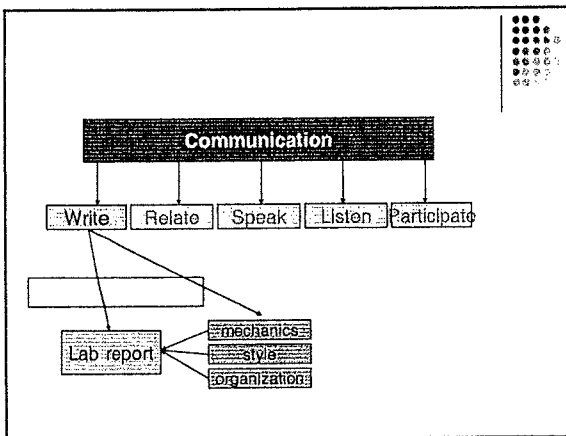 Communication
Write Relate Speak Listen Participate
mechanics
Lab report style
organization